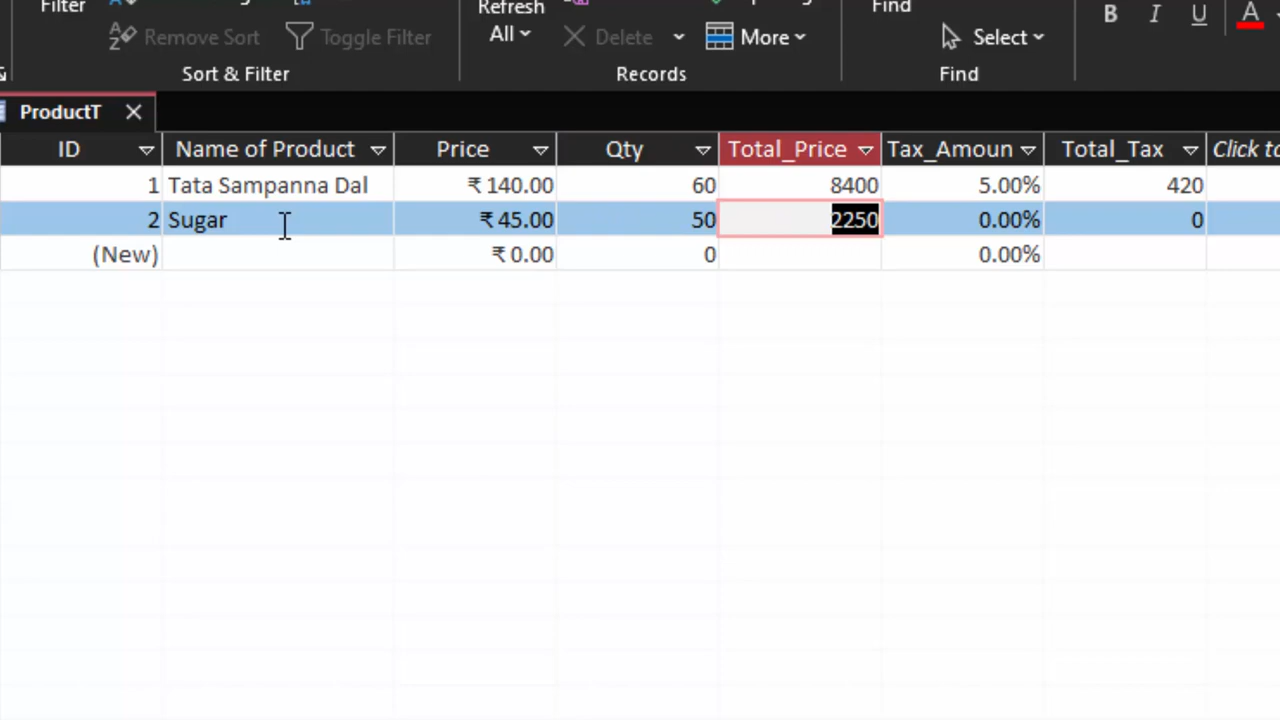 Filter
Refresh
Find
B I U A
Remove Sort
Toggle Filter
All
Delete
More
Select
Sort & Filter
Records
Find
ProductT
ID Name of Product Price Qty Total_Price Tax_Amoun Total_Tax Click to
1 Tata Sampanna Dal ₹ 140.00 60 8400 5.00% 420
2 Sugar ₹ 45.00 50 2250 0.00% 0
(New) ₹ 0.00 0 0.00%